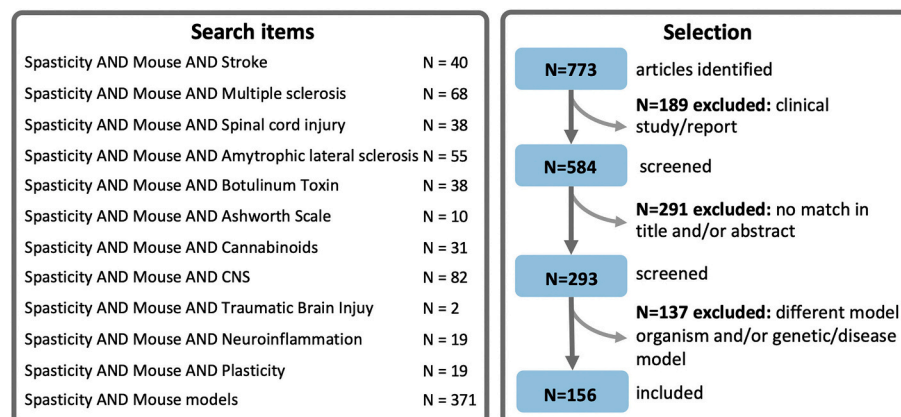 Search items
Spasticity AND Mouse AND Stroke N = 40
Spasticity AND Mouse AND Multiple sclerosis N = 68
Spasticity AND Mouse AND Spinal cord injury N = 38
Spasticity AND Mouse AND Amytrophic lateral sclerosis N = 55
Spasticity AND Mouse AND Botulinum Toxin N = 38
Spasticity AND Mouse AND Ashworth Scale N = 10
Spasticity AND Mouse AND Cannabinoids N = 31
Spasticity AND Mouse AND CNS N = 82
Spasticity AND Mouse AND Traumatic Brain Injuy N = 2
Spasticity AND Mouse AND Neuroinflammation N = 19
Spasticity AND Mouse AND Plasticity N = 19
Spasticity AND Mouse models N = 371
Selection
N=773 articles identified
N=189 excluded: clinical
study/report
N=584 screened
N=291 excluded: no match in
title and/or abstract
N=293 screened
N=137 excluded: different model
organism and/or genetic/disease
model
N=156 included